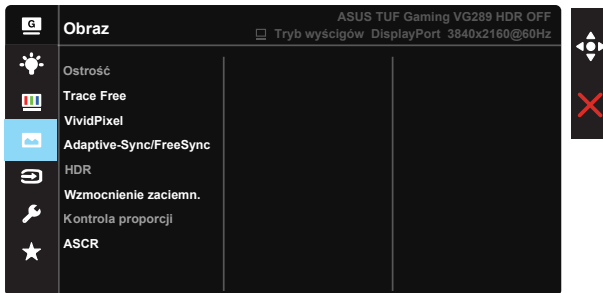 G
Obraz
ASUS TUF Gaming VG289 HDR OFF
Tryb wyścigów DisplayPort 3840x2160@60Hz
Ostrość
Trace Free
VividPixel
Adaptive-Sync/FreeSync
HDR
Wzmocnienie zaciemn.
Kontrola proporcji
ASCR